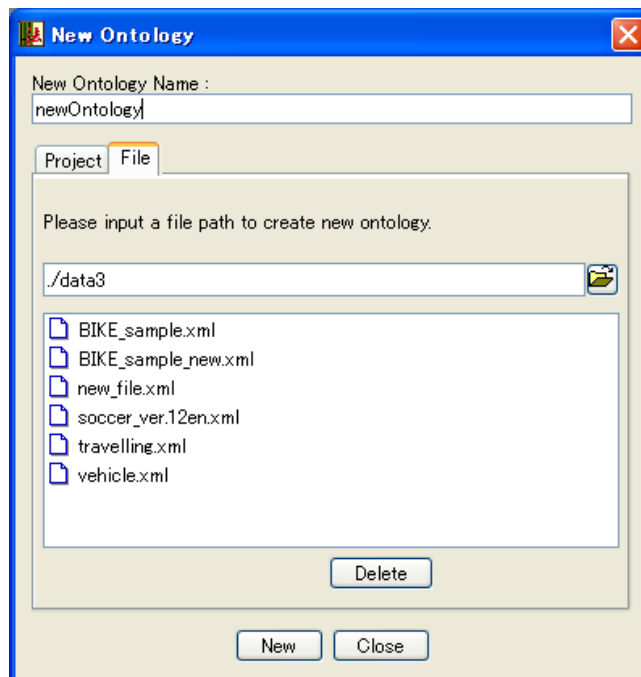 New Ontology
New Ontology Name :
newOntology
Project File
Please input a file path to create new ontology.
./data3
BIKE_sample.xml
BIKE_sample_new.xml
new_file.xml
soccer_ver.12en.xml
travelling.xml
vehicle.xml
Delete
New Close